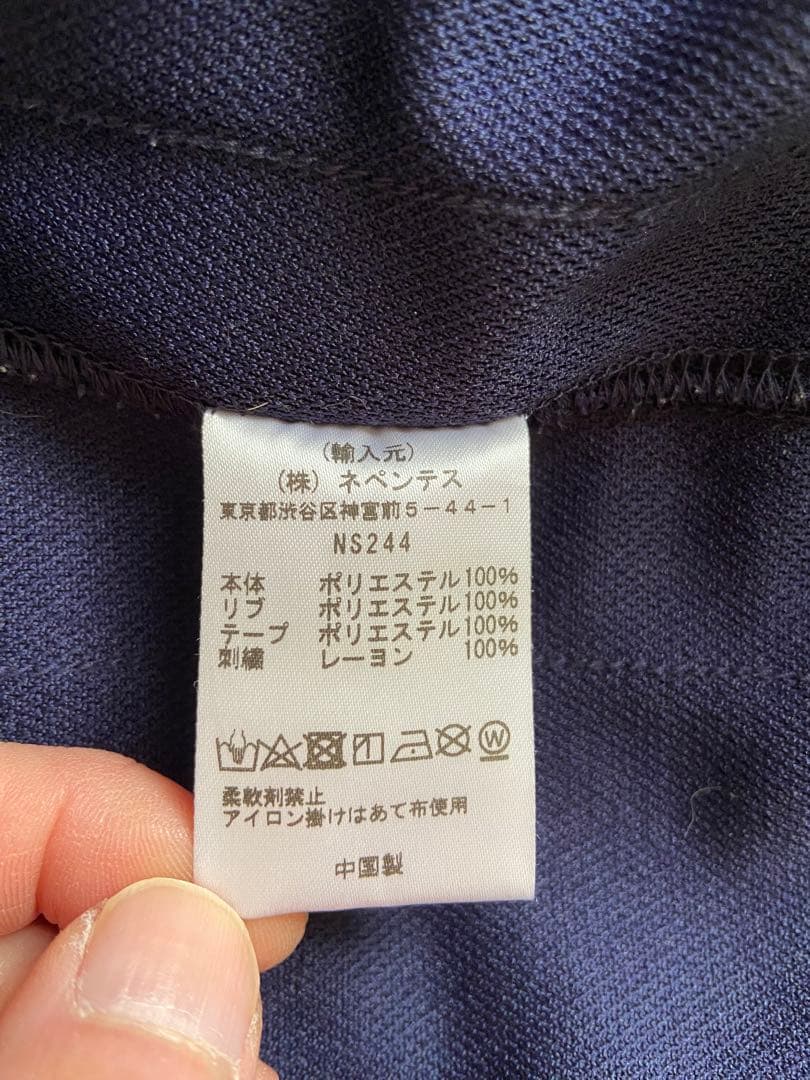 (輸入元)
(株) ネペンテス
東京都渋谷区神宮前5-44-1
NS244
本体 ポリエステル100%
リブ ポリエステル100%
テープ ポリエステル100%
刺繍 レーヨン 100%
W
柔軟剤禁止
アイロン掛けはあて布使用
中国製